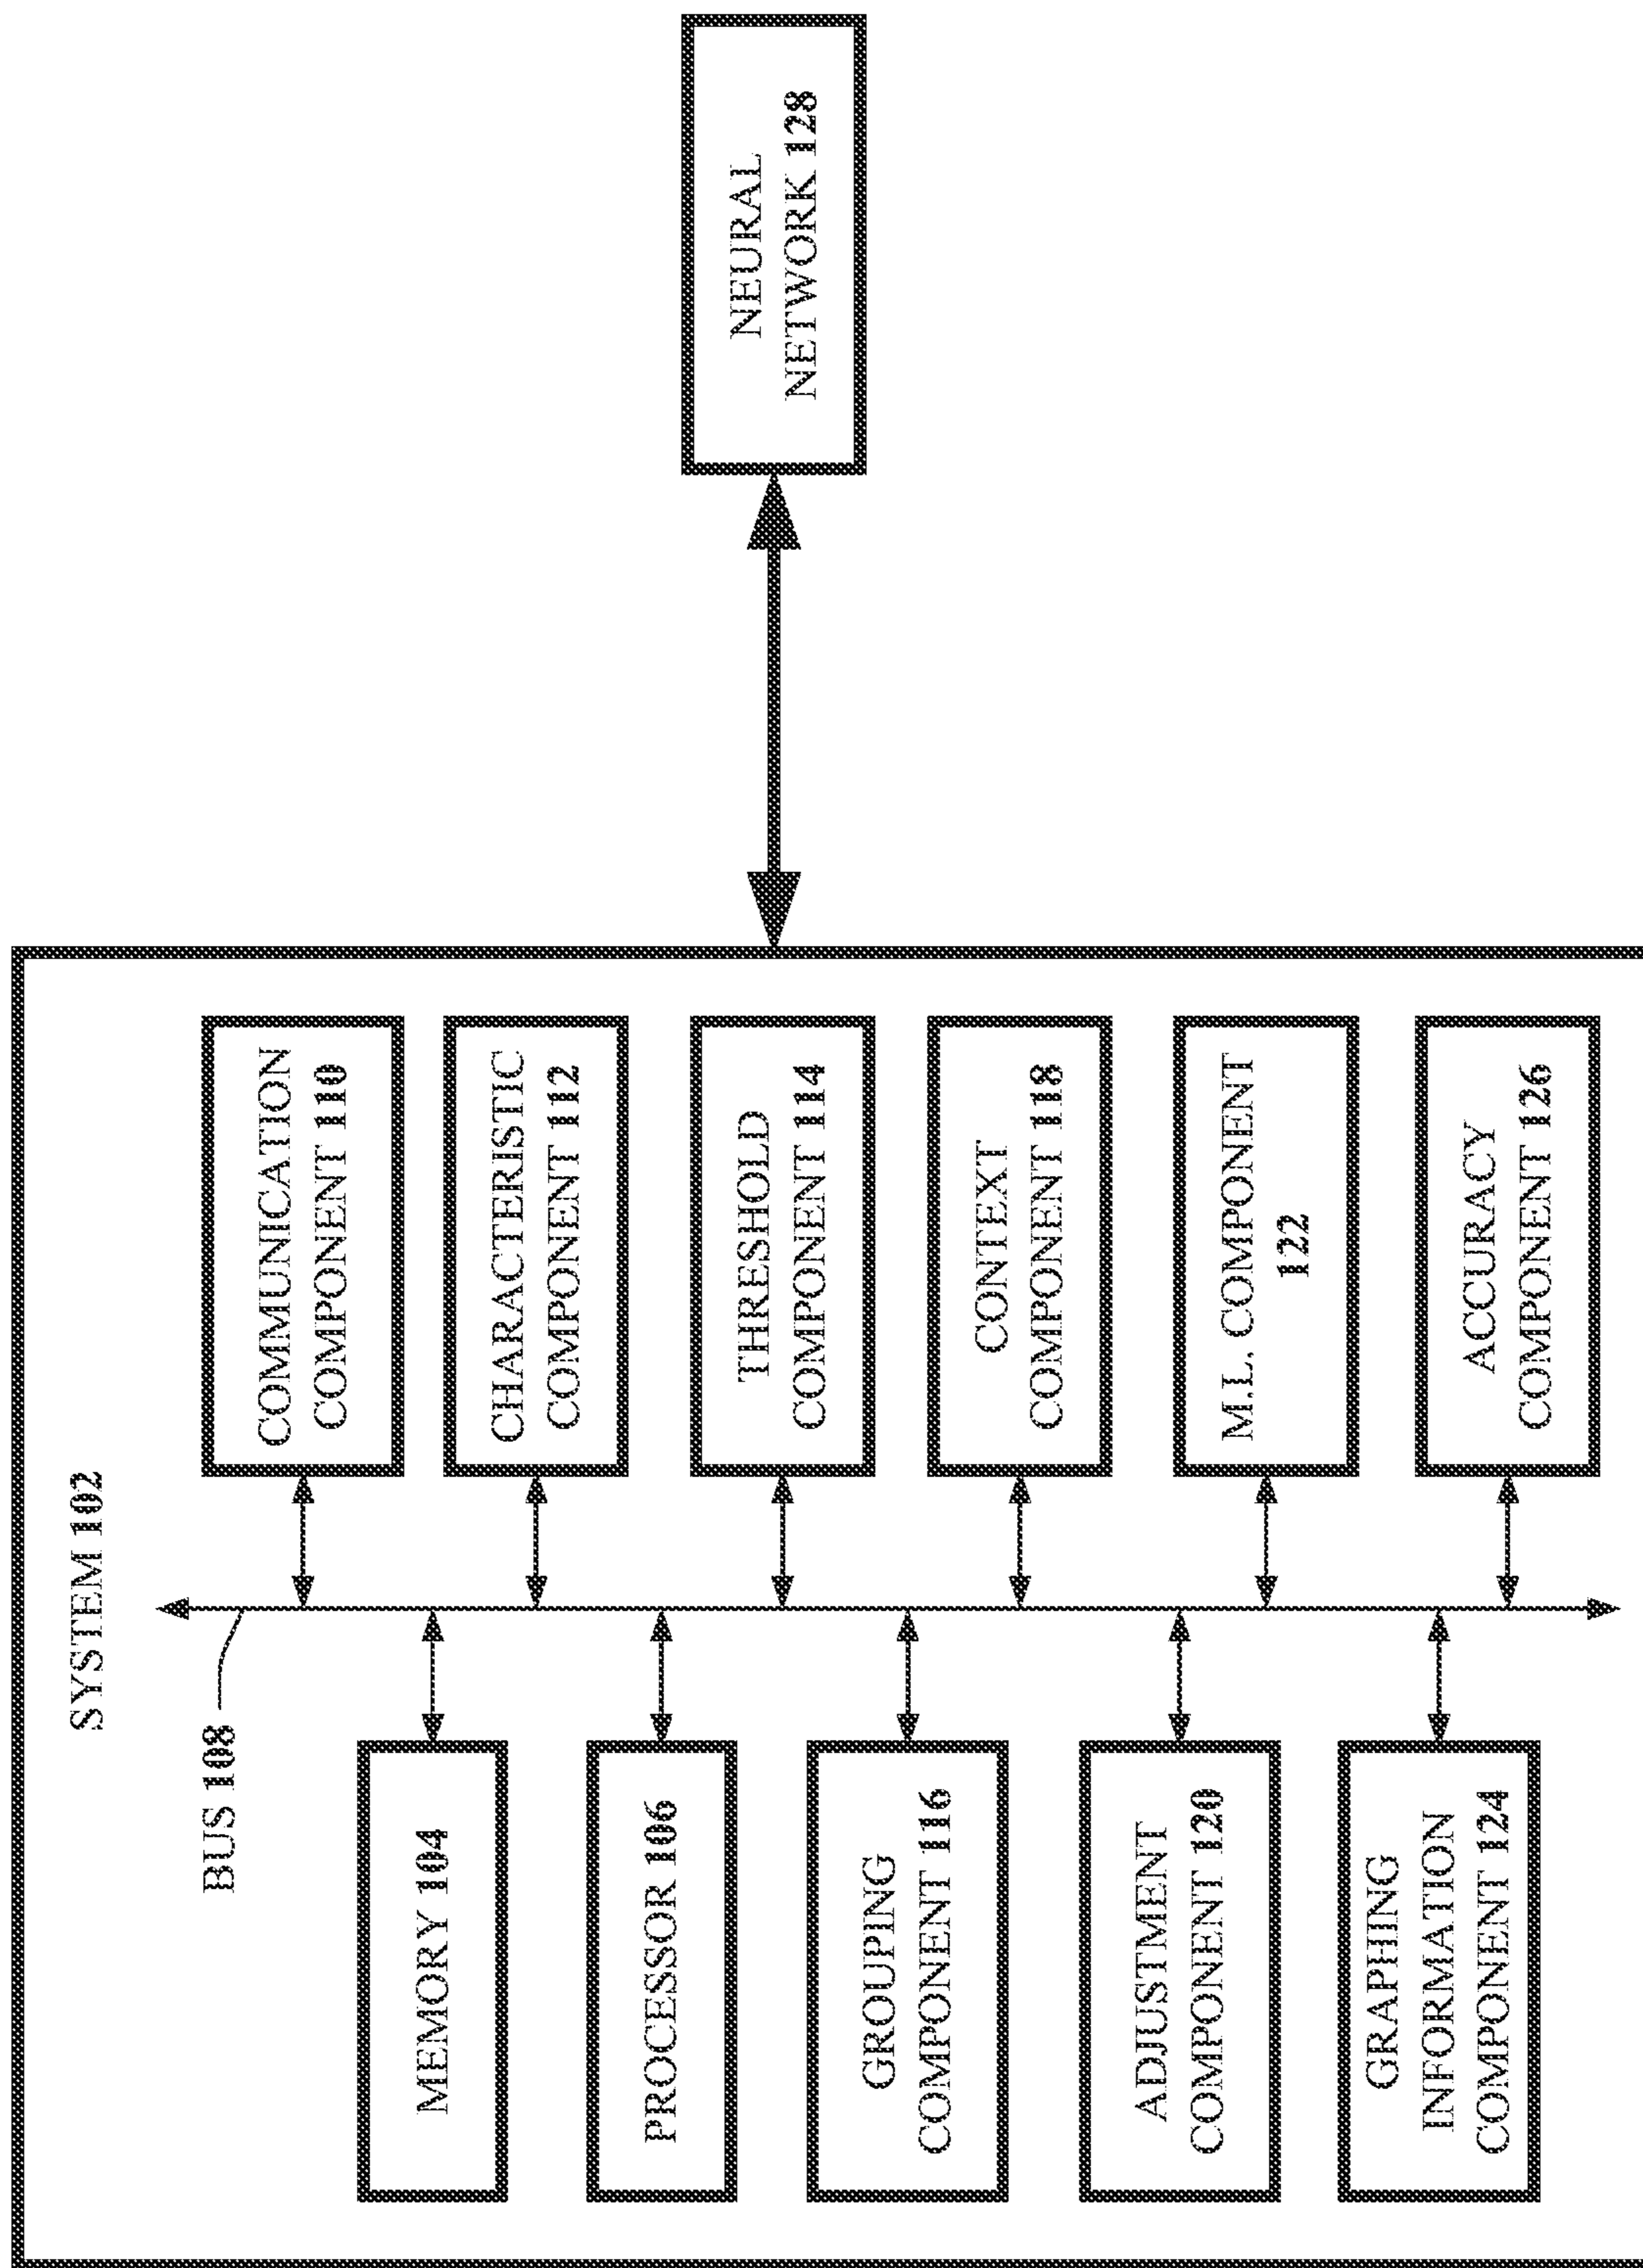 SYSTEM 102
BUS 108
MEMORY 104
PROCESSOR 106
GROUPING
COMPONENT 116
ADJUSTMENT
COMPONENT 120
GRAPHING
INFORMATION
COMPONENT 124
COMMUNICATION
COMPONENT 110
CHARACTERISTIC
COMPONENT 112
THRESHOLD
COMPONENT 114
CONTEXT
COMPONENT 118
M.L. COMPONENT
122
ACCURACY
COMPONENT 126
NEURAL
NETWORK 128